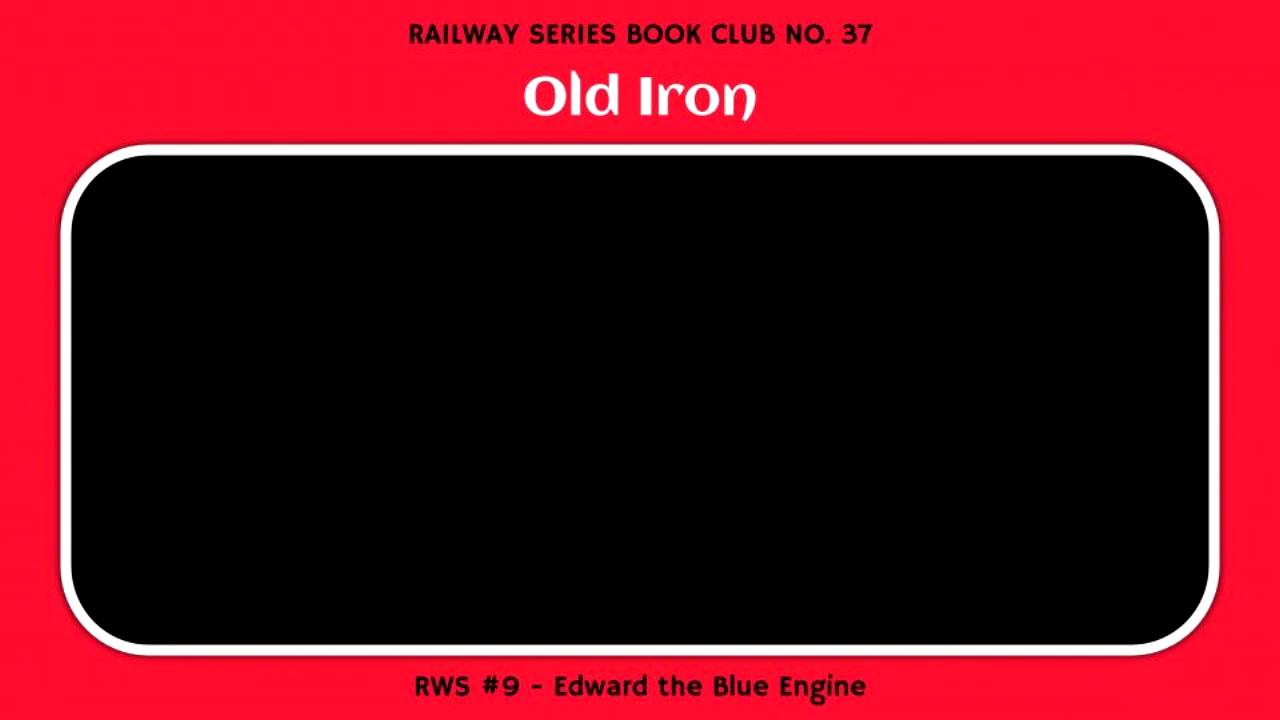 RAILWAY SERIES BOOK CLUB NO. 37
Old Iron
RWS #9 - Edward the Blue Engine